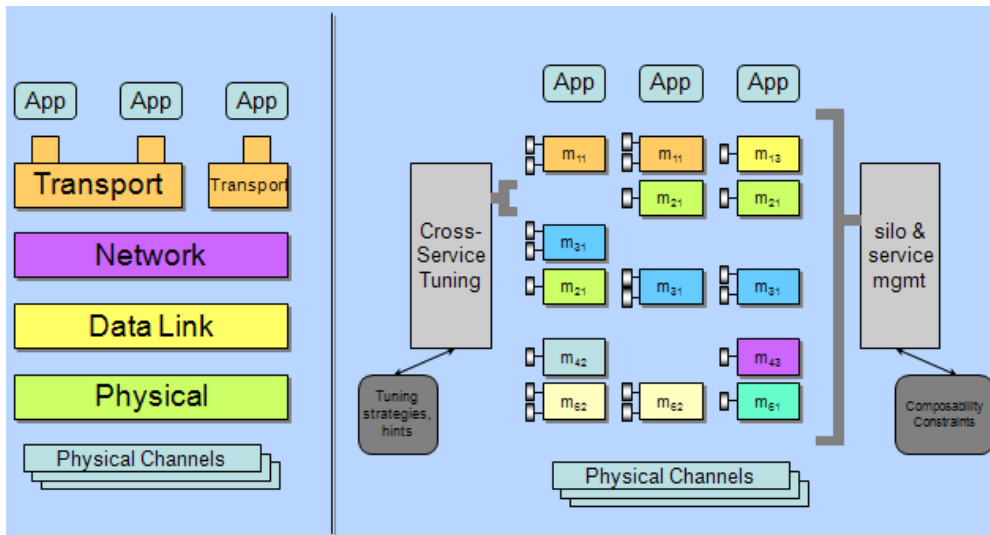 App App App
Transport Transport
Network
Data Link
Physical
Physical Channels
App App App
m11 m11 m13
m21 m21
Cross-
Service
Tuning
silo &
service
mgmt
m31
m21 m31 m31
m42 m43
m62 m62 m61
Tuning
strategies,
hints
Composability
Constraints
Physical Channels